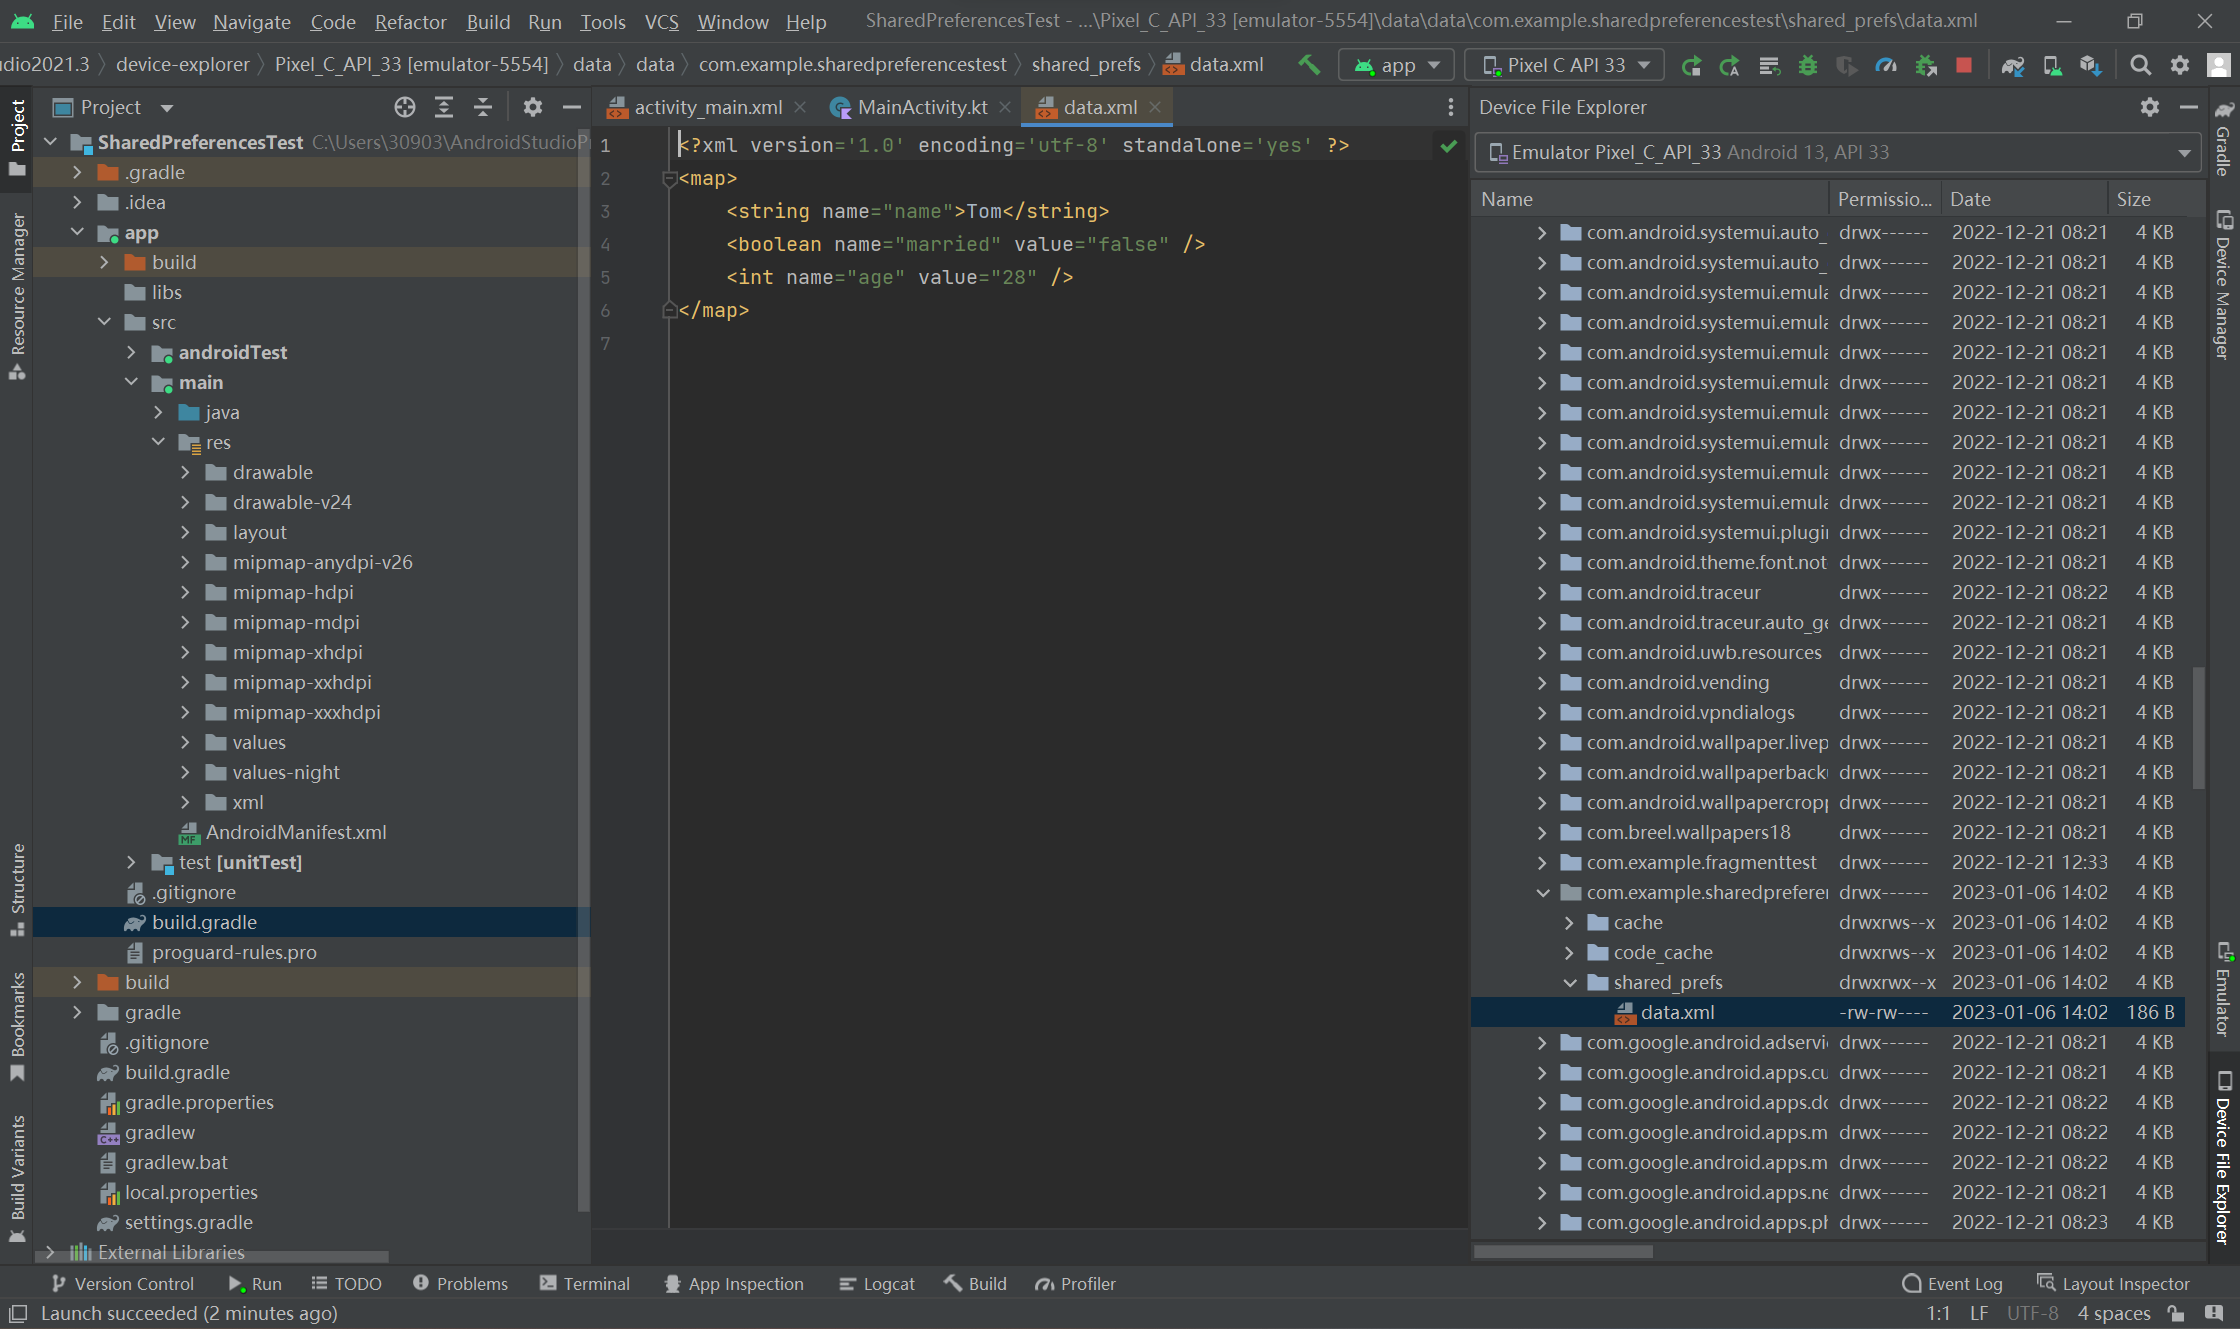 File Edit View Navigate Code Refactor Build Run Tools VCS Window Help SharedPreferencesTest - ...\Pixel_C_API_33 [emulator-5554]\data\data\com.example.sharedpreferencestest\shared_prefs\data.xml
dio2021.3 device-explorer Pixel_C_API_33 [emulator-5554] data data com.example.sharedpreferencestest shared_prefs data.xml app Pixel C API 33
Project
activity_main.xml MainActivity.kt data.xml
Device File Explorer
SharedPreferencesTest C:\Users\30903\AndroidStudioP
.gradle
.idea
app
build
libs
src
androidTest
main
java
res
drawable
drawable-v24
layout
mipmap-anydpi-v26
mipmap-hdpi
mipmap-mdpi
mipmap-xhdpi
mipmap-xxhdpi
mipmap-xxxhdpi
values
values-night
xml
AndroidManifest.xml
test [unitTest]
.gitignore
build.gradle
proguard-rules.pro
build
gradle
.gitignore
build.gradle
gradle.properties
gradlew
gradlew.bat
local.properties
settings.gradle
External Libraries
1 <?xml version='1.0' encoding='utf-8' standalone='yes' ?>
2 <map>
3 <string name="name">Tom</string>
4 <boolean name="married" value="false" />
5 <int name="age" value="28" />
6 </map>
7
Emulator Pixel_C_API_33 Android 13, API 33
Name Permissio... Date Size
com.android.systemui.auto_ drwx------ 2022-12-21 08:21 4 KB
com.android.systemui.auto_ drwx------ 2022-12-21 08:21 4 KB
com.android.systemui.emula drwx------ 2022-12-21 08:21 4 KB
com.android.systemui.emula drwx------ 2022-12-21 08:21 4 KB
com.android.systemui.emula drwx------ 2022-12-21 08:21 4 KB
com.android.systemui.emula drwx------ 2022-12-21 08:21 4 KB
com.android.systemui.emula drwx------ 2022-12-21 08:21 4 KB
com.android.systemui.emula drwx------ 2022-12-21 08:21 4 KB
com.android.systemui.emula drwx------ 2022-12-21 08:21 4 KB
com.android.systemui.emula drwx------ 2022-12-21 08:21 4 KB
com.android.systemui.plugin drwx------ 2022-12-21 08:21 4 KB
com.android.theme.font.not drwx------ 2022-12-21 08:21 4 KB
com.android.traceur drwx------ 2022-12-21 08:22 4 KB
com.android.traceur.auto_ge drwx------ 2022-12-21 08:21 4 KB
com.android.uwb.resources drwx------ 2022-12-21 08:21 4 KB
com.android.vending drwx------ 2022-12-21 08:21 4 KB
com.android.vpndialogs drwx------ 2022-12-21 08:21 4 KB
com.android.wallpaper.livep drwx------ 2022-12-21 08:21 4 KB
com.android.wallpaperback drwx------ 2022-12-21 08:21 4 KB
com.android.wallpapercropp drwx------ 2022-12-21 08:21 4 KB
com.breel.wallpapers18 drwx------ 2022-12-21 08:21 4 KB
com.example.fragmenttest drwx------ 2022-12-21 12:33 4 KB
com.example.sharedpreferen drwx------ 2023-01-06 14:02 4 KB
cache drwxrws--x 2023-01-06 14:02 4 KB
code_cache drwxrws--x 2023-01-06 14:02 4 KB
shared_prefs drwxrwx--x 2023-01-06 14:02 4 KB
data.xml -rw-rw---- 2023-01-06 14:02 186 B
com.google.android.adservi drwx------ 2022-12-21 08:21 4 KB
com.google.android.apps.cu drwx------ 2022-12-21 08:21 4 KB
com.google.android.apps.do drwx------ 2022-12-21 08:22 4 KB
com.google.android.apps.m drwx------ 2022-12-21 08:22 4 KB
com.google.android.apps.m drwx------ 2022-12-21 08:22 4 KB
com.google.android.apps.ne drwx------ 2022-12-21 08:21 4 KB
com.google.android.apps.ph drwx------ 2022-12-21 08:23 4 KB
Project
Resource Manager
Structure
Bookmarks
Build Variants
Gradle
Device Manager
Emulator
Device File Explorer
Version Control Run TODO Problems Terminal App Inspection Logcat Build Profiler Event Log Layout Inspector
Launch succeeded (2 minutes ago) 1:1 LF UTF-8 4 spaces